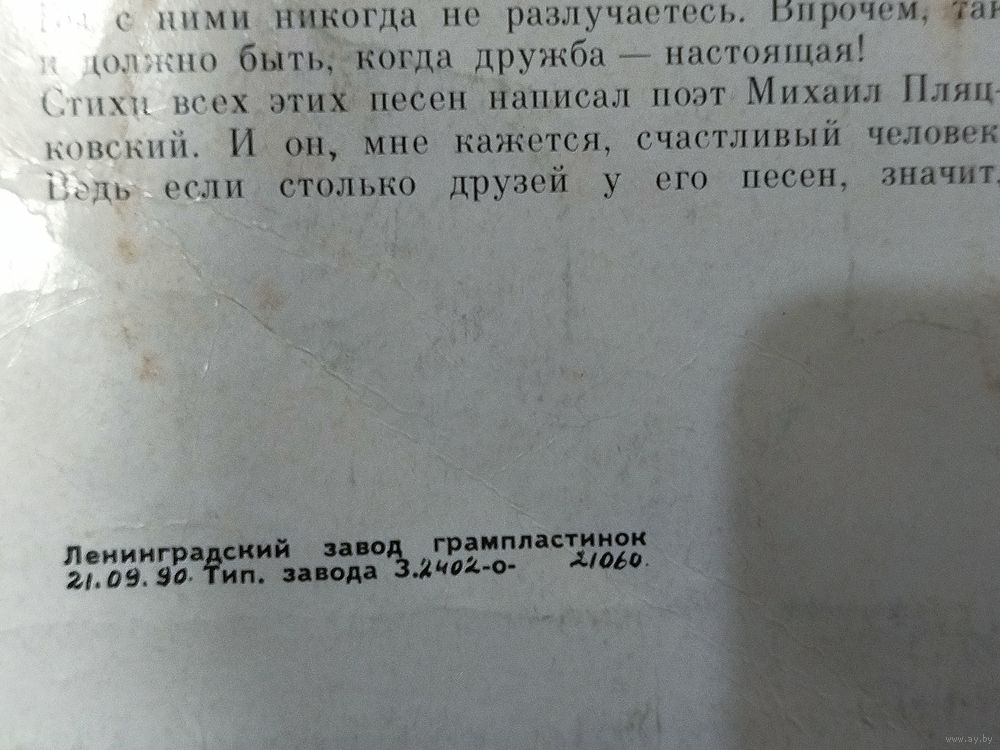 с ними никогда не разлучаетесь. Впрочем, так
и должно быть, когда дружба — настоящая!
Стихи всех этих песен написал поэт Михаил Пляц-
ковский. И он, мне кажется, счастливый человек
Ведь если столько друзей у его песен, значит,
Ленинградский завод грампластинок
21.09.90. Тип. завода З.2402-о- 21060.
www.ay.by